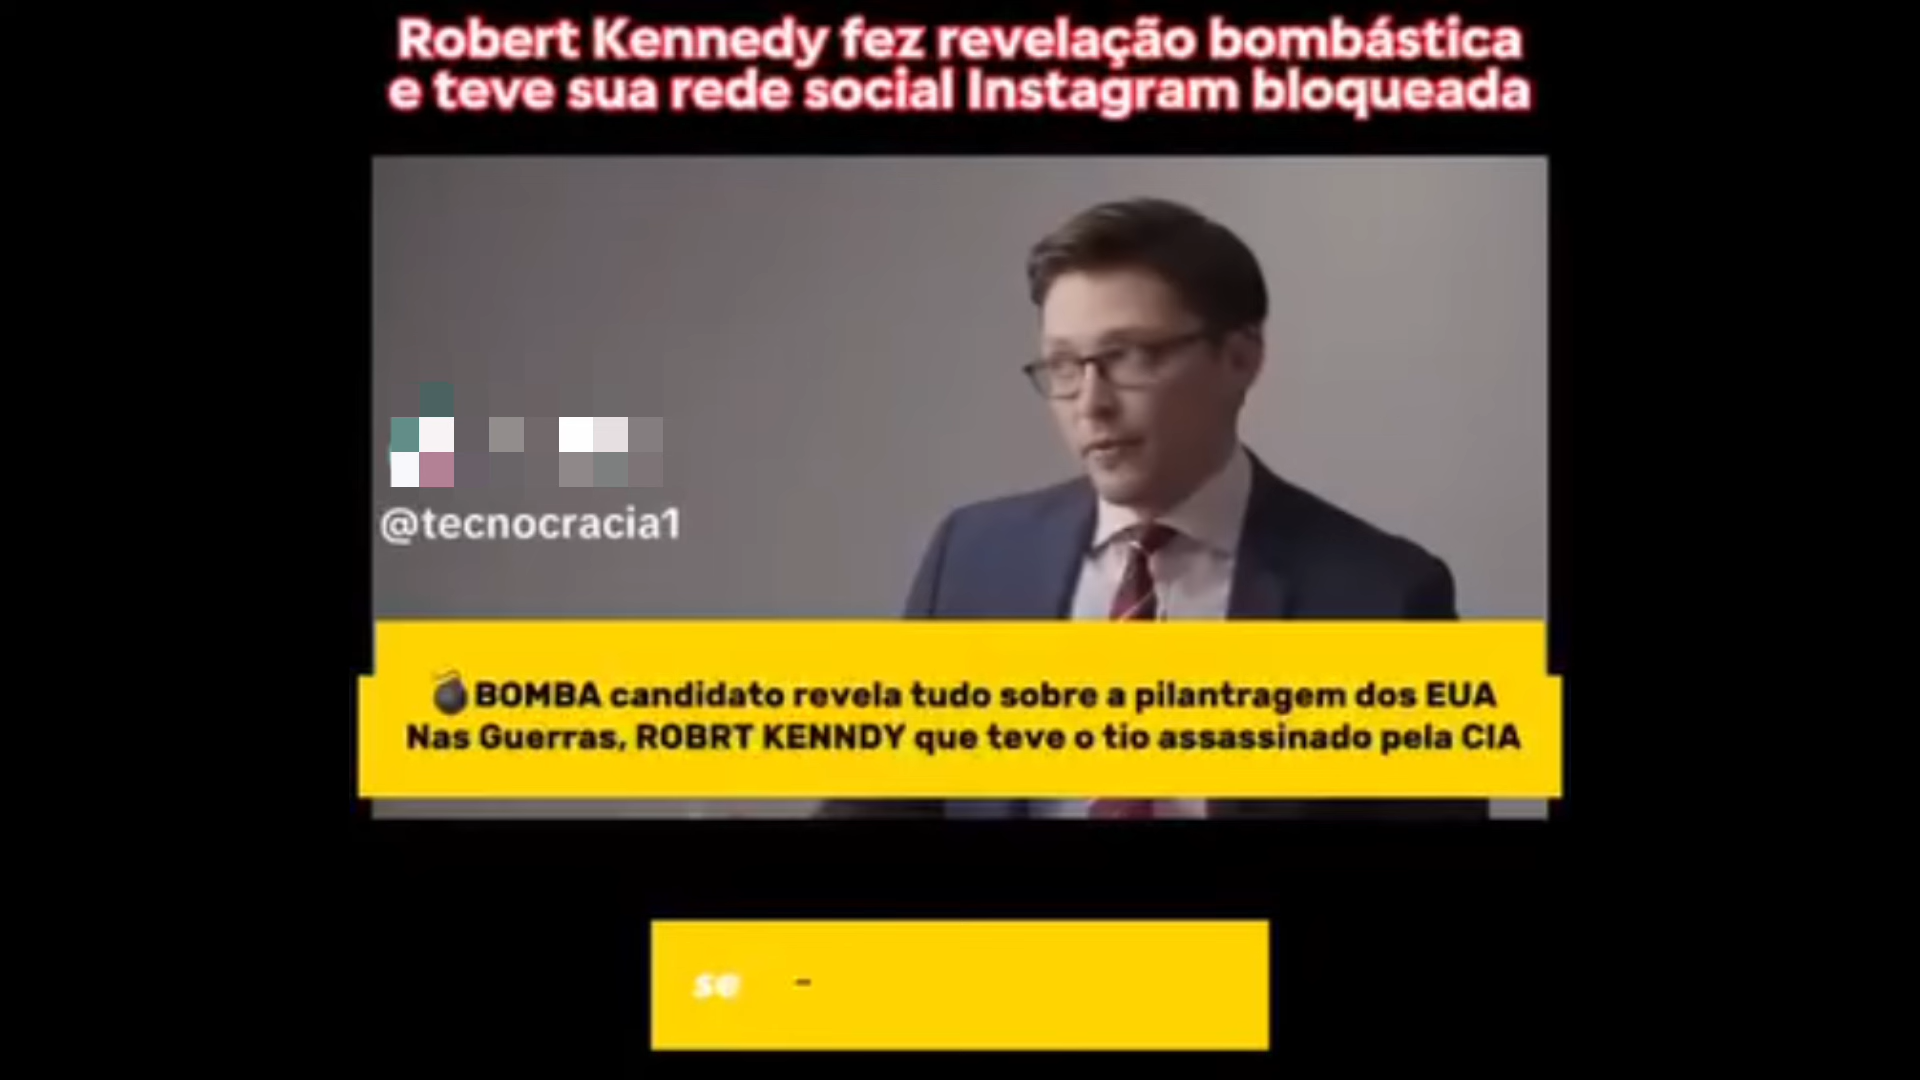 Robert Kennedy fez revelação bombástica
e teve sua rede social Instagram bloqueada
@tecnocracia1
💣BOMBA candidato revela tudo sobre a pilantragem dos EUA
Nas Guerras, ROBRT KENNDY que teve o tio assassinado pela CIA
se -